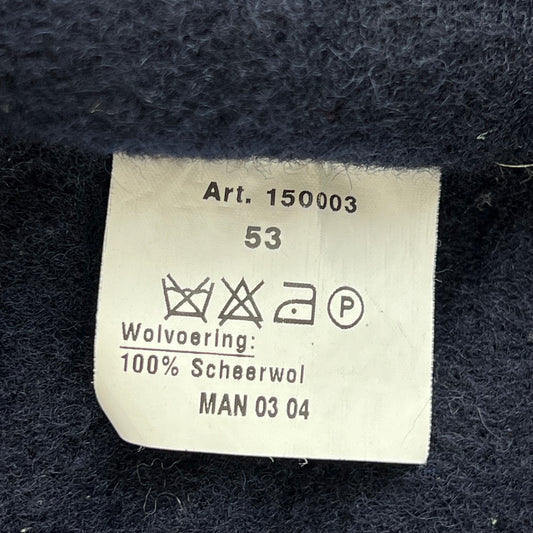 Art. 150003
53
P
Wolvoering:
100% Scheerwol
MAN 03 04